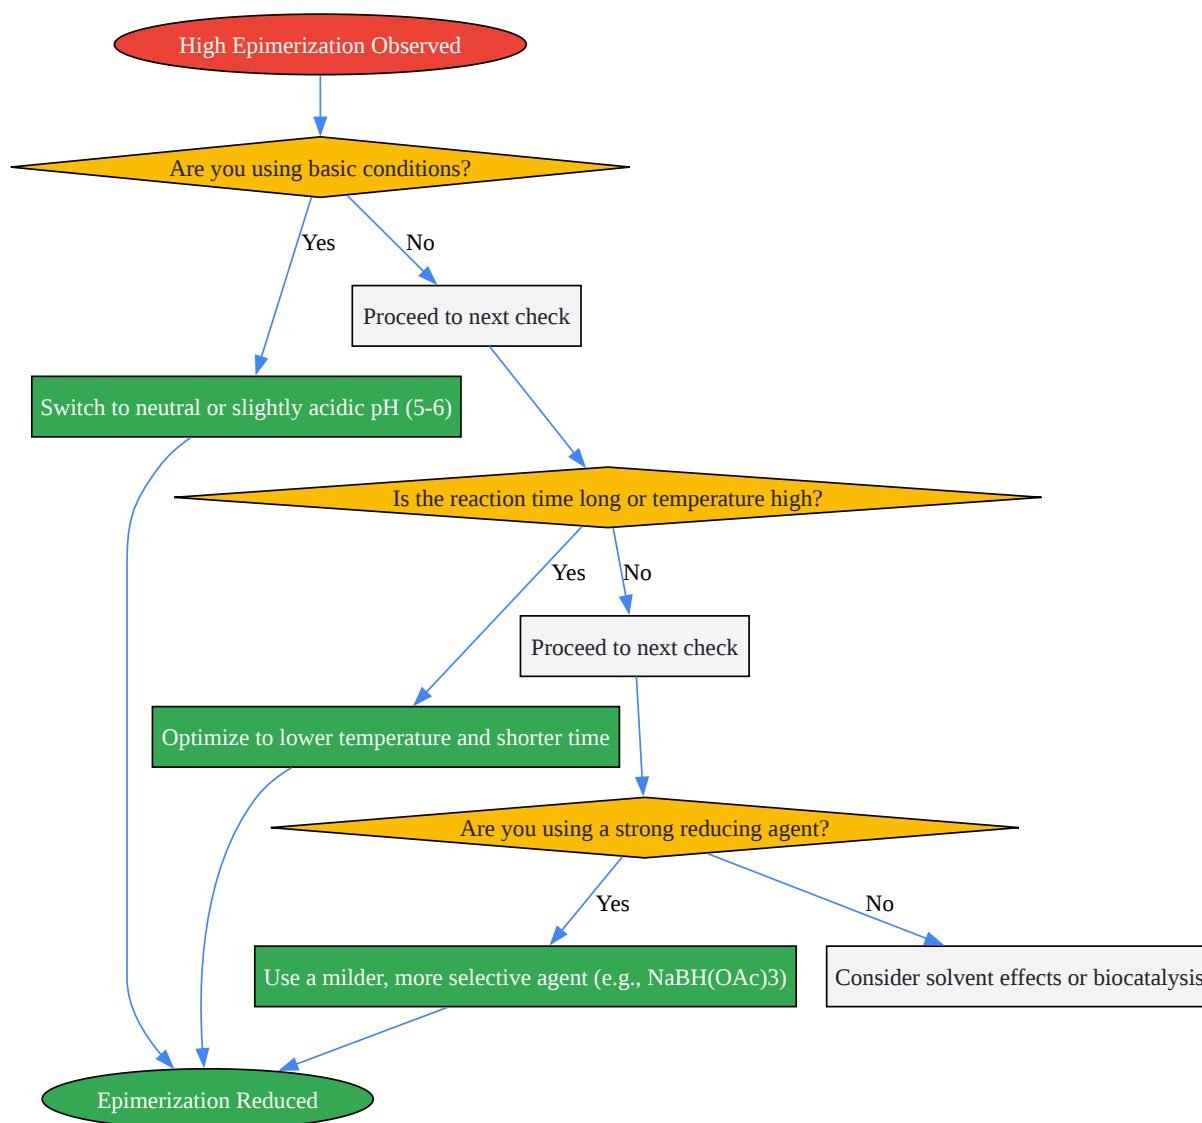 High Epimerization Observed
Are you using basic conditions?
Yes
No
Proceed to next check
Switch to neutral or slightly acidic pH (5-6)
Is the reaction time long or temperature high?
Yes
No
Proceed to next check
Optimize to lower temperature and shorter time
Are you using a strong reducing agent?
Yes
No
Use a milder, more selective agent (e.g., NaBH(OAc)3)
Consider solvent effects or biocatalysis
Epimerization Reduced